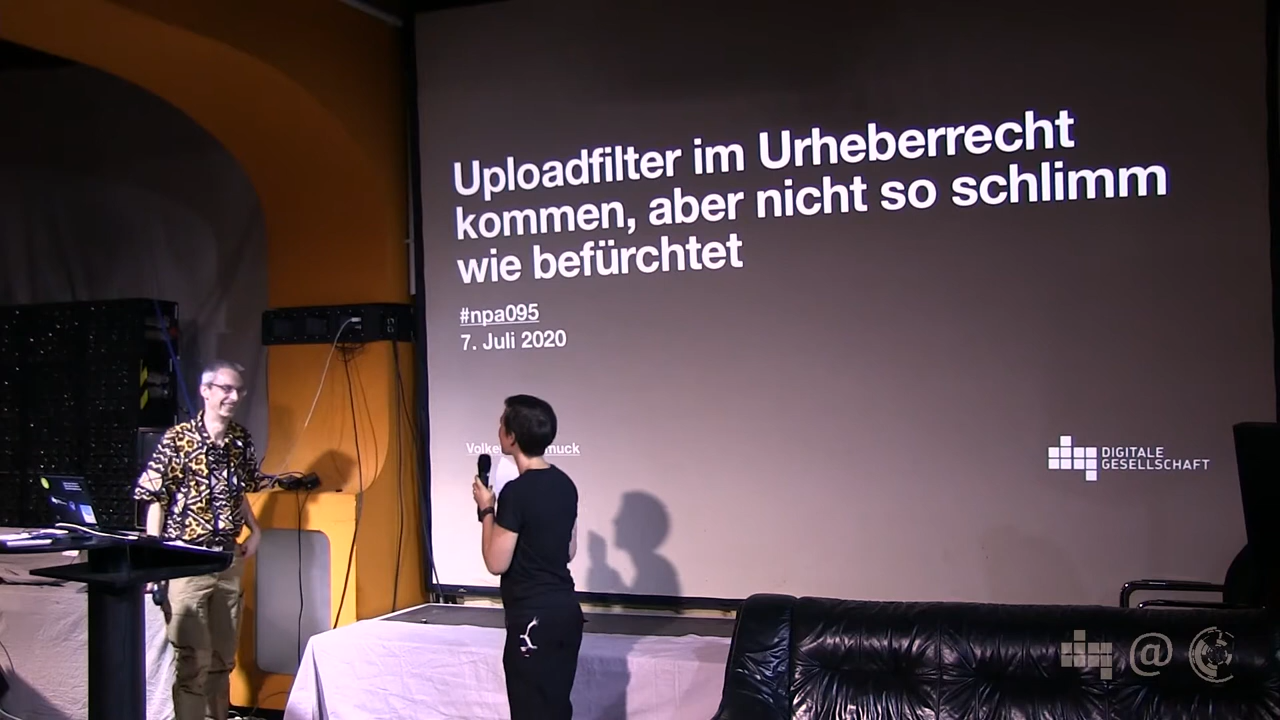 Uploadfilter im Urheberrecht
kommen, aber nicht so schlimm
wie befürchtet
#npa095
7. Juli 2020
DIGITALE
GESELLSCHAFT
@